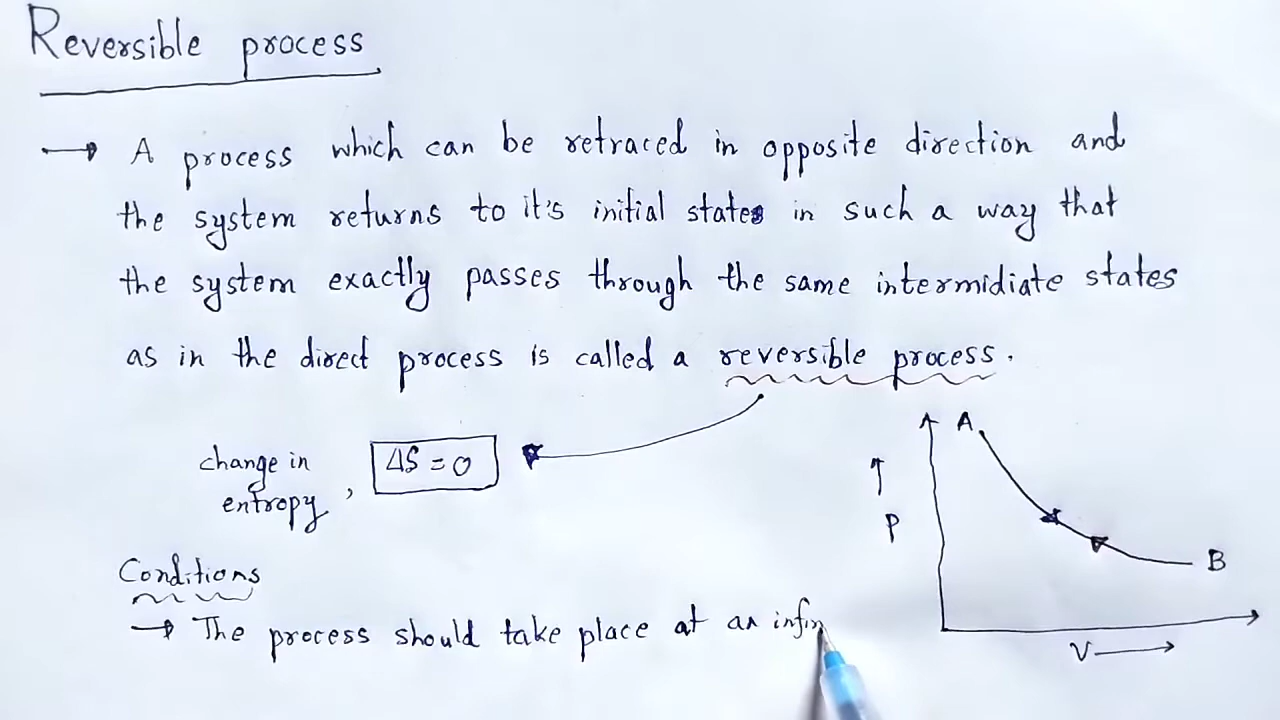 Reversible process
→ A process which can be retraced in opposite direction and
the system returns to it's initial states in such a way that
the system exactly passes through the same intermidiate states
as in the direct process is called a reversible process.
change in
entropy, ΔS = 0
Conditions
→ The process should take place at an infin
A
↑
P
B
V →